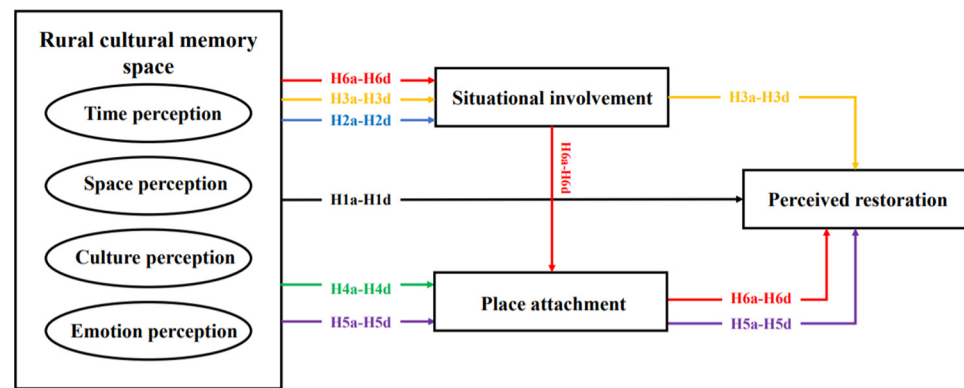 Rural cultural memory
space
Time perception
Space perception
Culture perception
Emotion perception
H6a-H6d
H3a-H3d
H2a-H2d
H1a-H1d
H4a-H4d
H5a-H5d
Situational involvement
H6a-H6d
Place attachment
H3a-H3d
Perceived restoration
H6a-H6d
H5a-H5d